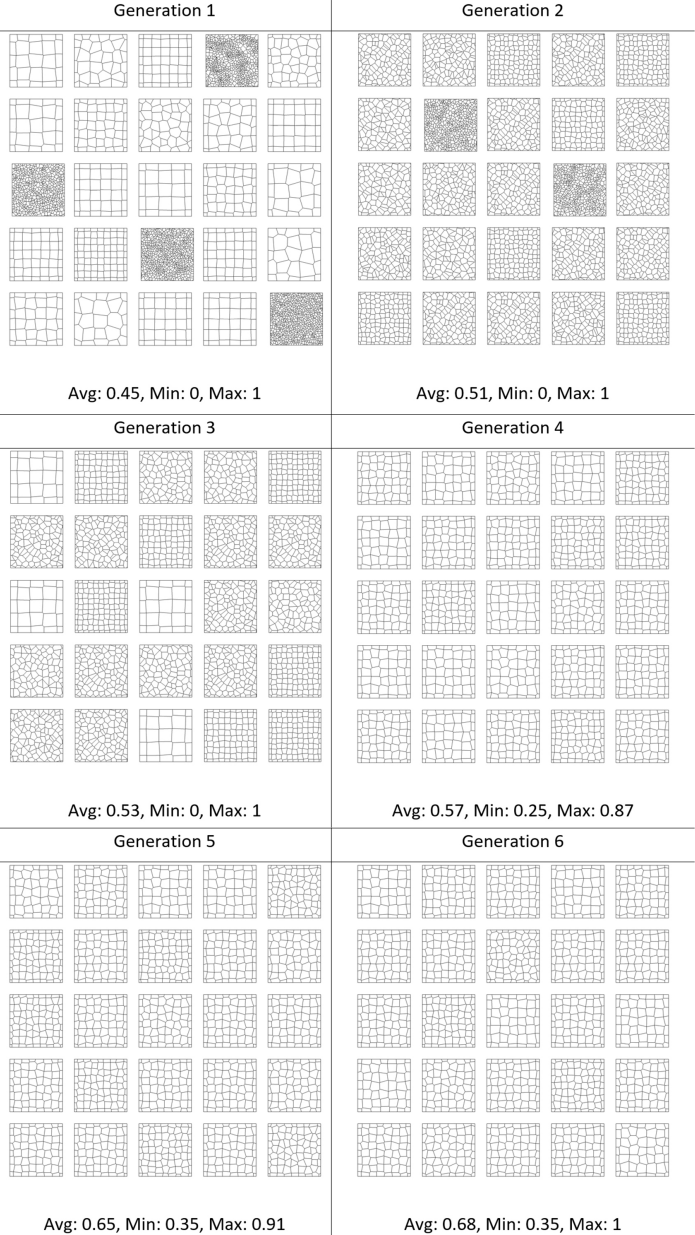 Generation 1
Generation 2
Avg: 0.45, Min: 0, Max: 1
Avg: 0.51, Min: 0, Max: 1
Generation 3
Generation 4
Avg: 0.53, Min: 0, Max: 1
Avg: 0.57, Min: 0.25, Max: 0.87
Generation 5
Generation 6
Avg: 0.65, Min: 0.35, Max: 0.91
Avg: 0.68, Min: 0.35, Max: 1